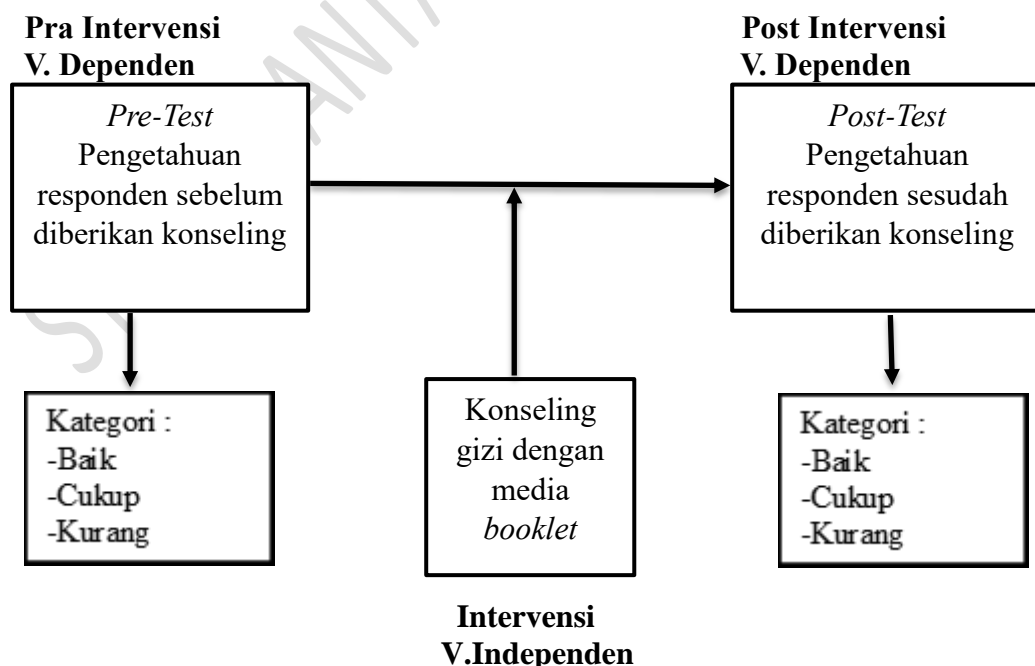 Pra Intervensi
V. Dependen
Pre-Test
Pengetahuan
responden sebelum
diberikan konseling
Kategori :
-Baik
-Cukup
-Kurang
Konseling
gizi dengan
media
booklet
Intervensi
V.Independen
Post Intervensi
V. Dependen
Post-Test
Pengetahuan
responden sesudah
diberikan konseling
Kategori :
-Baik
-Cukup
-Kurang